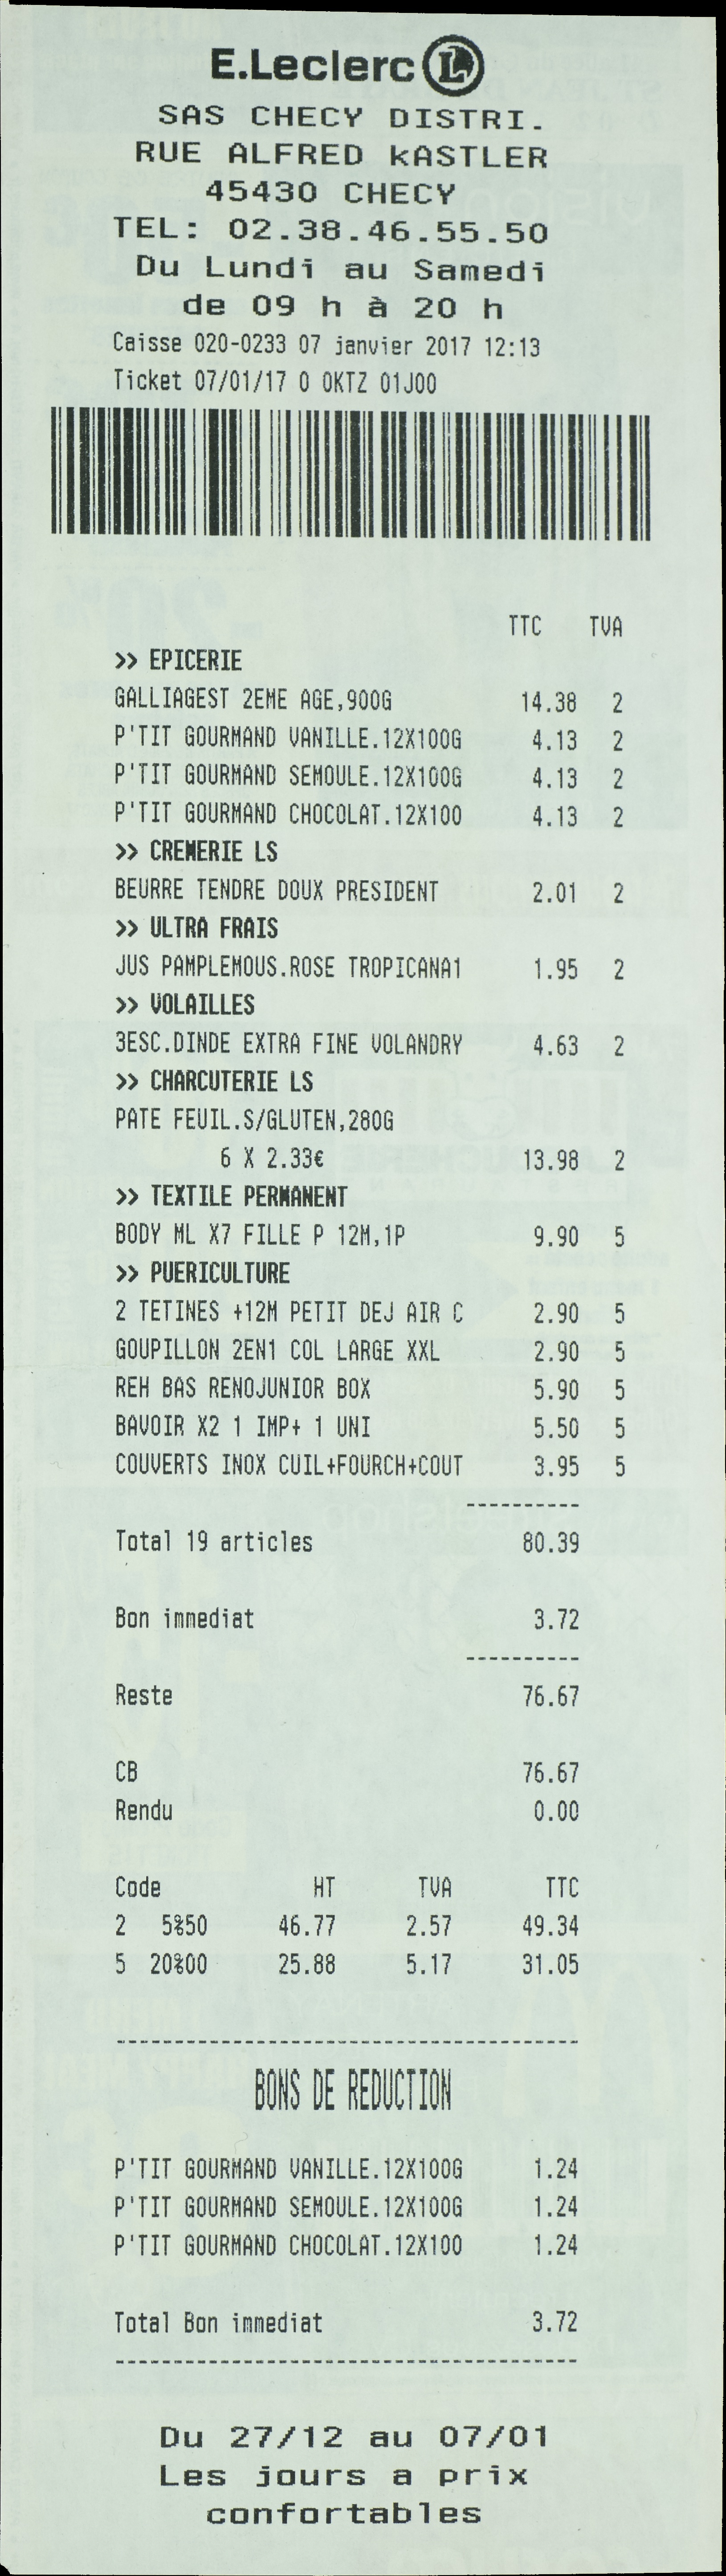 E.Leclerc L
SAS CHECY DISTRI.
RUE ALFRED kASTLER
45430 CHECY
TEL: 02.38.46.55.50
Du Lundi au Samedi
de 09 h à 20 h
Caisse 020-0233 07 janvier 2017 12:13
Ticket 07/01/17 0 OKTZ 01J00
TTC TVA
>> EPICERIE
GALLIAGEST 2EME AGE,900G 14.38 2
P'TIT GOURMAND VANILLE.12X100G 4.13 2
P'TIT GOURMAND SEMOULE.12X100G 4.13 2
P'TIT GOURMAND CHOCOLAT.12X100 4.13 2
>> CREMERIE LS
BEURRE TENDRE DOUX PRESIDENT 2.01 2
>> ULTRA FRAIS
JUS PAMPLEMOUS.ROSE TROPICANA1 1.95 2
>> VOLAILLES
3ESC.DINDE EXTRA FINE VOLANDRY 4.63 2
>> CHARCUTERIE LS
PATE FEUIL.S/GLUTEN,280G
6 X 2.33€ 13.98 2
>> TEXTILE PERMANENT
BODY ML X7 FILLE P 12M,1P 9.90 5
>> PUERICULTURE
2 TETINES +12M PETIT DEJ AIR C 2.90 5
GOUPILLON 2EN1 COL LARGE XXL 2.90 5
REH BAS RENOJUNIOR BOX 5.90 5
BAVOIR X2 1 IMP+ 1 UNI 5.50 5
COUVERTS INOX CUIL+FOURCH+COUT 3.95 5
----------
Total 19 articles 80.39
Bon immediat 3.72
----------
Reste 76.67
CB 76.67
Rendu 0.00
Code HT TVA TTC
2 5%50 46.77 2.57 49.34
5 20%00 25.88 5.17 31.05
----------------------------------------
BONS DE REDUCTION
P'TIT GOURMAND VANILLE.12X100G 1.24
P'TIT GOURMAND SEMOULE.12X100G 1.24
P'TIT GOURMAND CHOCOLAT.12X100 1.24
Total Bon immediat 3.72
----------------------------------------
Du 27/12 au 07/01
Les jours a prix
confortables